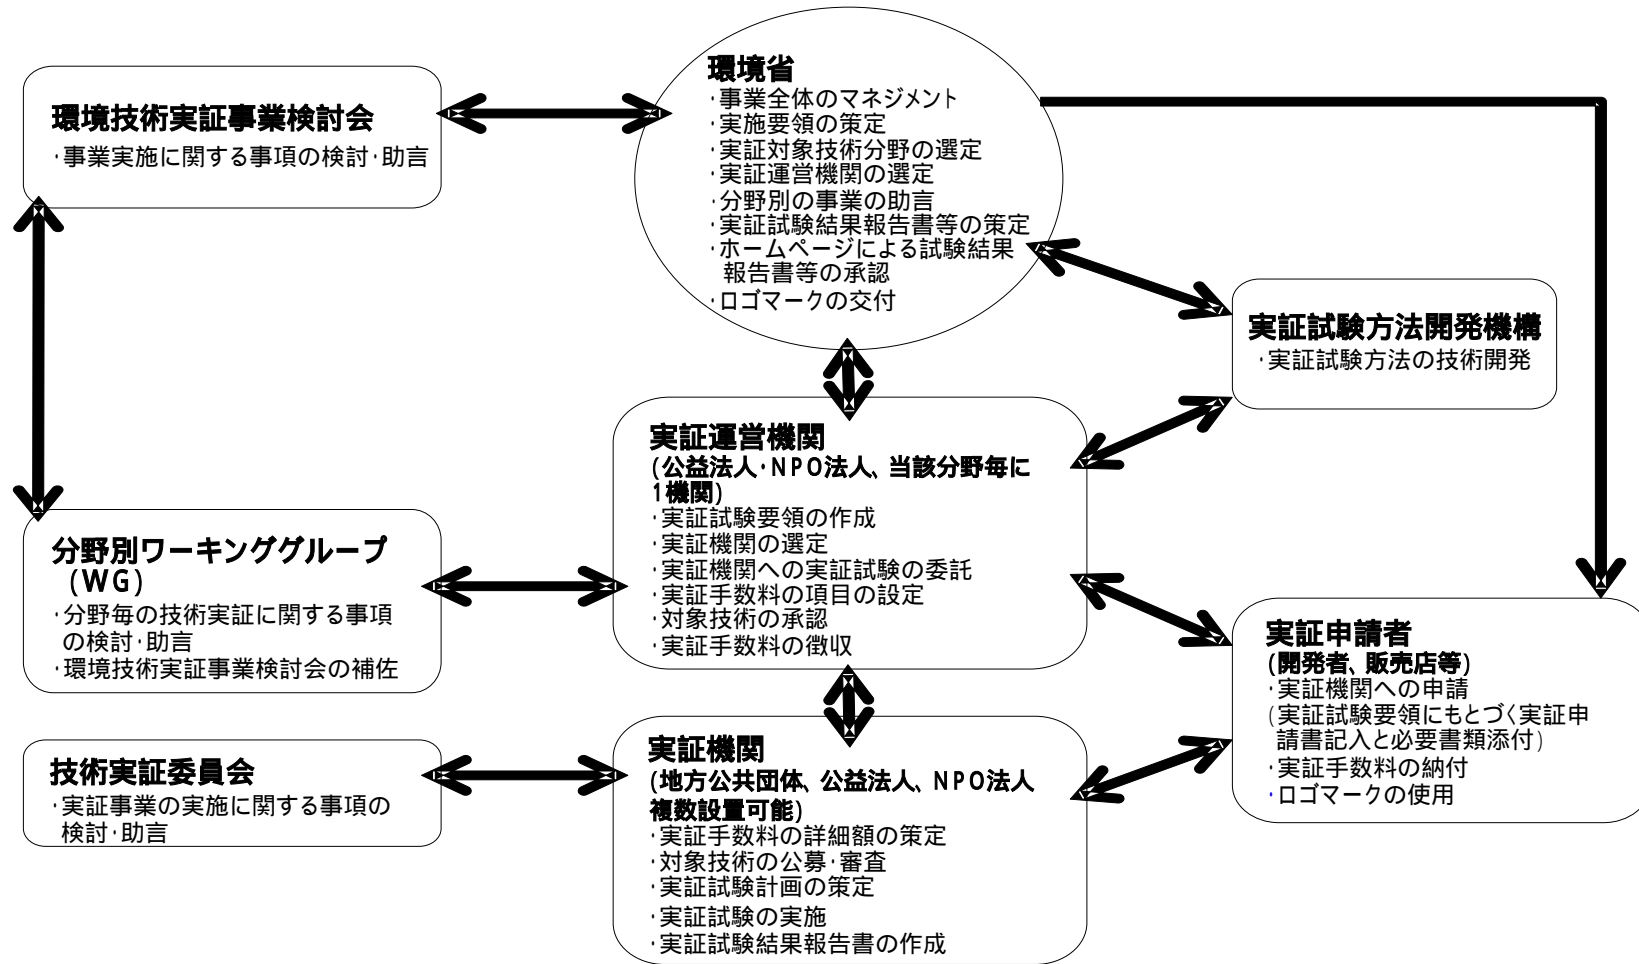 環境省
・事業全体のマネジメント
・実施要領の策定
・実証対象技術分野の選定
・実証運営機関の選定
・分野別の事業の助言
・実証試験結果報告書等の策定
・ホームページによる試験結果
報告書等の承認
・ロゴマークの交付
環境技術実証事業検討会
・事業実施に関する事項の検討・助言
実証試験方法開発機構
・実証試験方法の技術開発
実証運営機関
(公益法人・NPO法人、当該分野毎に
1機関)
・実証試験要領の作成
・実証機関の選定
・実証機関への実証試験の委託
・実証手数料の項目の設定
・対象技術の承認
・実証手数料の徴収
分野別ワーキンググループ
(WG)
・分野毎の技術実証に関する事項
の検討・助言
・環境技術実証事業検討会の補佐
実証申請者
(開発者、販売店等)
・実証機関への申請
(実証試験要領にもとづく実証申
請書記入と必要書類添付)
・実証手数料の納付
・ロゴマークの使用
技術実証委員会
・実証事業の実施に関する事項の
検討・助言
実証機関
(地方公共団体、公益法人、NPO法人
複数設置可能)
・実証手数料の詳細額の策定
・対象技術の公募・審査
・実証試験計画の策定
・実証試験の実施
・実証試験結果報告書の作成